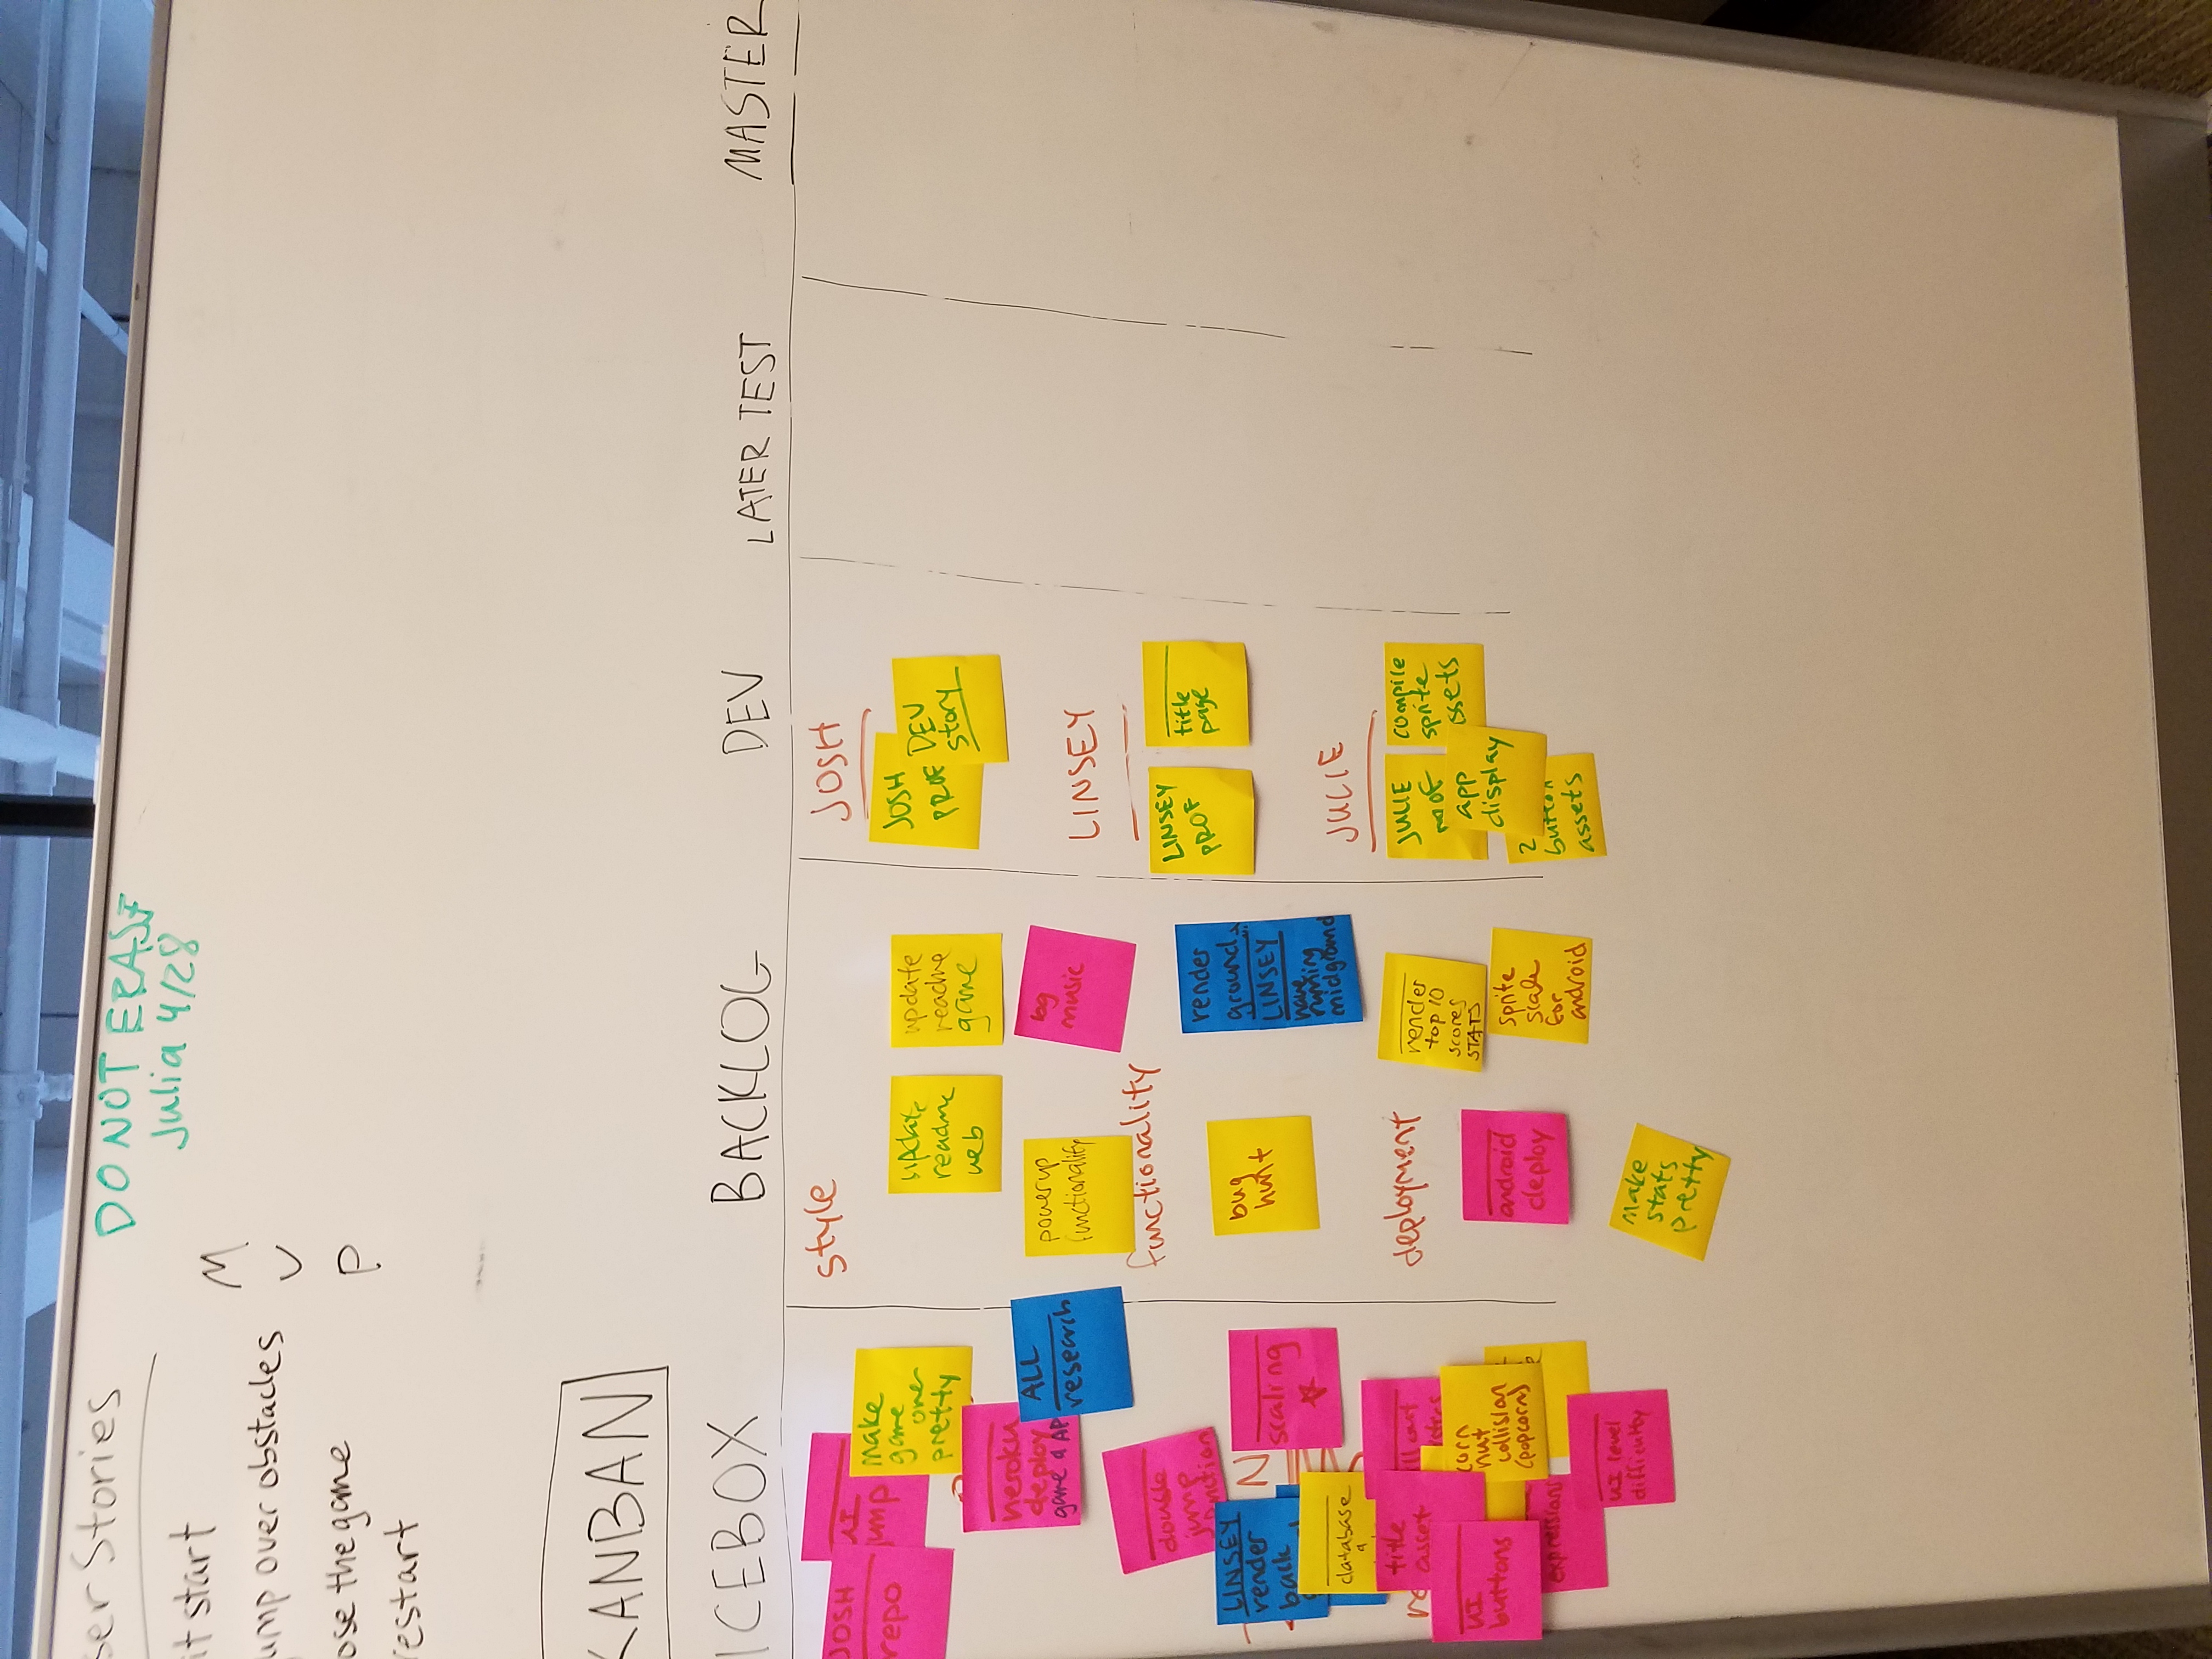 ser Stories
it start
ump over obstacles
ose the game
restart
M
V
P
DO NOT ERASE
Julia 4/28
KANBAN
ICEBOX
BACKLOG
DEV
LATER TEST
MASTER
JOSH
repo
UI
jump
make
game
over
pretty
heroku
deploy
game & AP
ALL
research
double
jump
LINSEY
render
back
scaling
database
&
title
asset
ll out
UI
buttons
corn
nut
collision
(popcorn)
expressions
UI level
difficulty
style
update
readme
web
update
readme
game
powerup
functionality
bg
music
functionality
bug
hunt
render
ground
LINSEY
have
running
midground
deployment
render
top 10
scores
STATS
android
deploy
sprite
scale
for
android
make
stats
pretty
JOSH
JOSH
PROF
DEV
story
LINSEY
LINSEY
PROF
title
page
JULIE
JULIE
PROF
compile
sprite
assets
app
display
2
button
assets